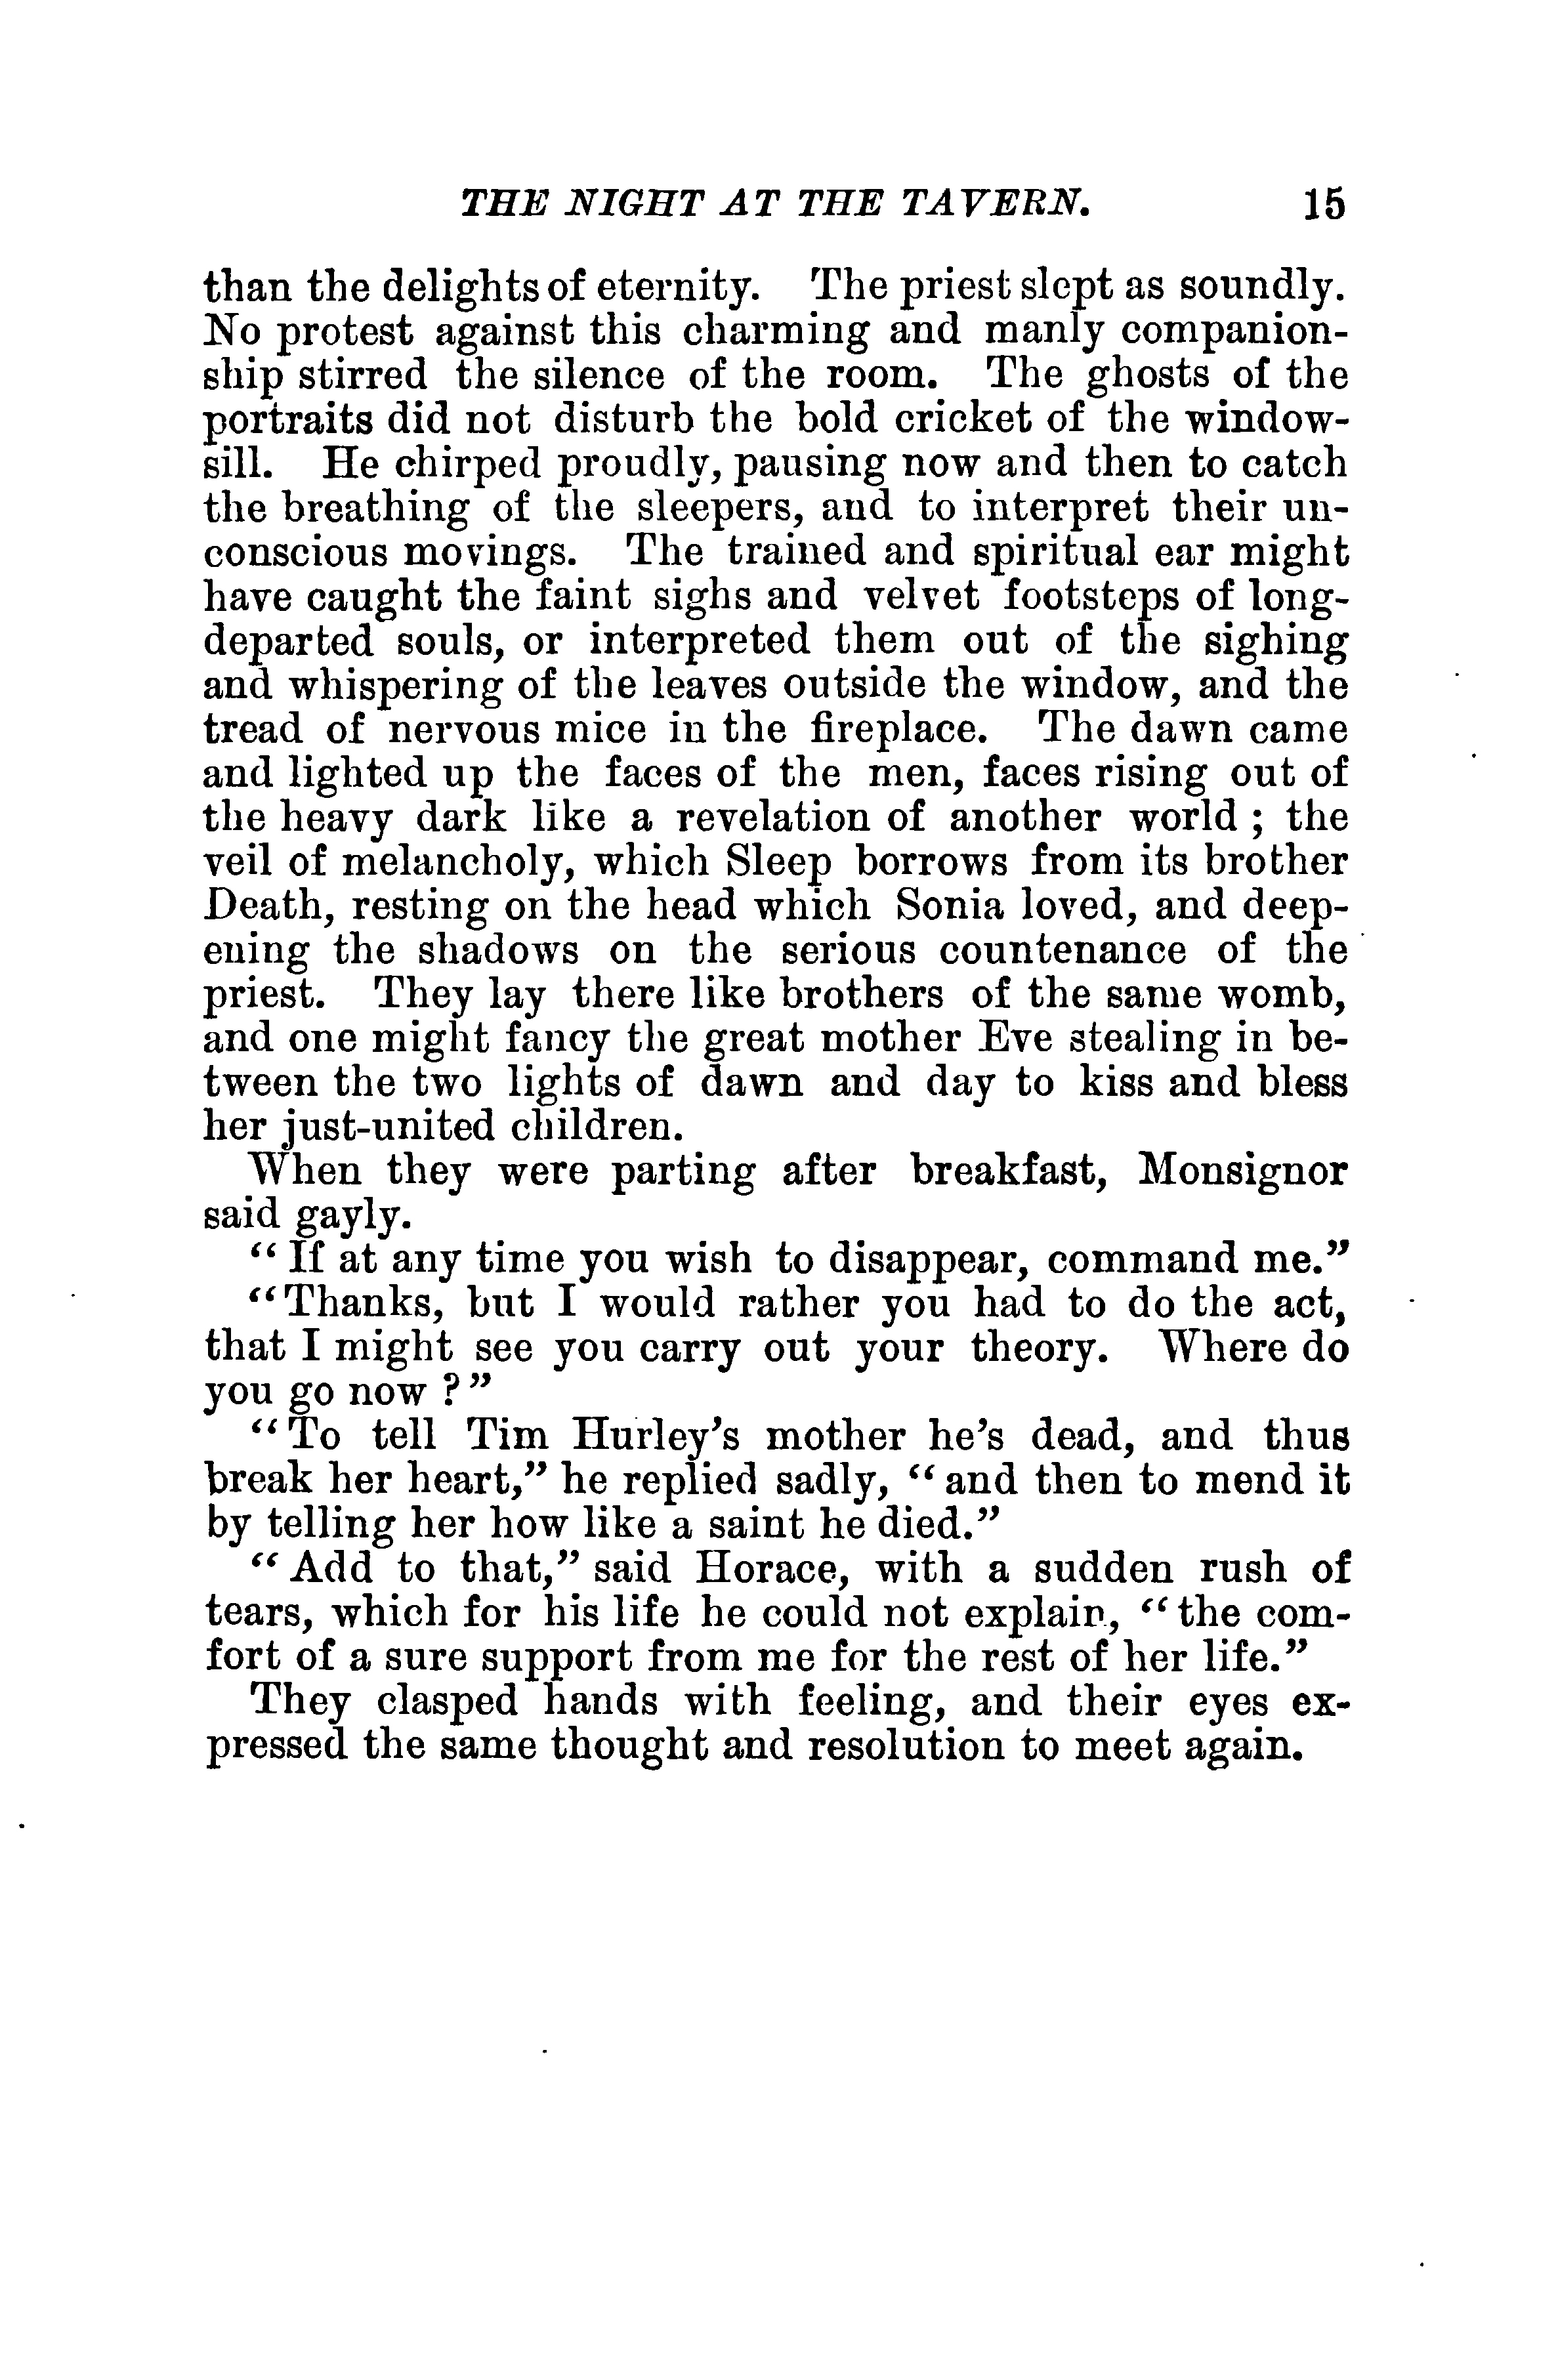 THE NIGHT AT THE TAVERN. 15
than the delights of eternity. The priest slept as soundly.
No protest against this charming and manly companion-
ship stirred the silence of the room. The ghosts of the
portraits did not disturb the bold cricket of the window-
sill. He chirped proudly, pausing now and then to catch
the breathing of the sleepers, and to interpret their un-
conscious movings. The trained and spiritual ear might
have caught the faint sighs and velvet footsteps of long-
departed souls, or interpreted them out of the sighing
and whispering of the leaves outside the window, and the
tread of nervous mice in the fireplace. The dawn came
and lighted up the faces of the men, faces rising out of
the heavy dark like a revelation of another world ; the
veil of melancholy, which Sleep borrows from its brother
Death, resting on the head which Sonia loved, and deep-
ening the shadows on the serious countenance of the
priest. They lay there like brothers of the same womb,
and one might fancy the great mother Eve stealing in be-
tween the two lights of dawn and day to kiss and bless
her just-united children.
When they were parting after breakfast, Monsignor
said gayly.
“ If at any time you wish to disappear, command me.”
“Thanks, but I would rather you had to do the act,
that I might see you carry out your theory. Where do
you go now ?”
“To tell Tim Hurley’s mother he’s dead, and thus
break her heart,” he replied sadly, “and then to mend it
by telling her how like a saint he died.”
“Add to that,” said Horace, with a sudden rush of
tears, which for his life he could not explain, “the com-
fort of a sure support from me for the rest of her life.”
They clasped hands with feeling, and their eyes ex-
pressed the same thought and resolution to meet again.